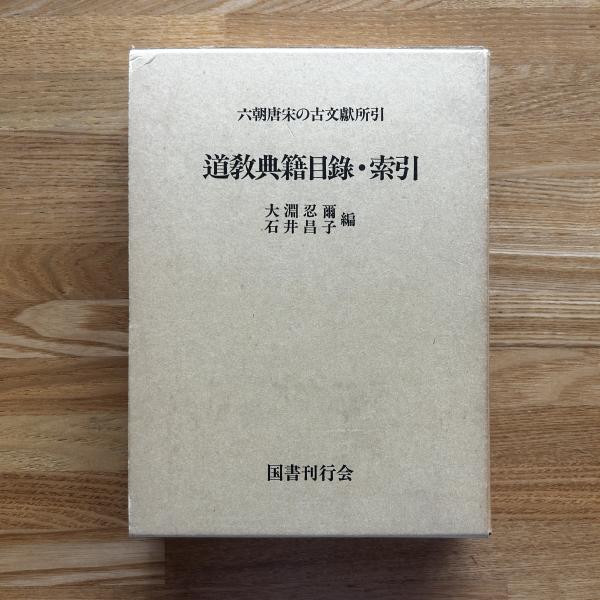 六朝唐宋の古文獻所引
道教典籍目錄・索引
大淵忍爾
石井昌子 編
国書刊行会